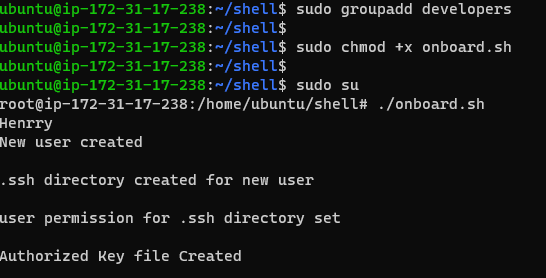 ubuntu@ip-172-31-17-238:~/shell$ sudo groupadd developers
ubuntu@ip-172-31-17-238:~/shell$
ubuntu@ip-172-31-17-238:~/shell$ sudo chmod +x onboard.sh
ubuntu@ip-172-31-17-238:~/shell$
ubuntu@ip-172-31-17-238:~/shell$ sudo su
root@ip-172-31-17-238:/home/ubuntu/shell# ./onboard.sh
Henrry
New user created
.ssh directory created for new user
user permission for .ssh directory set
Authorized Key file Created